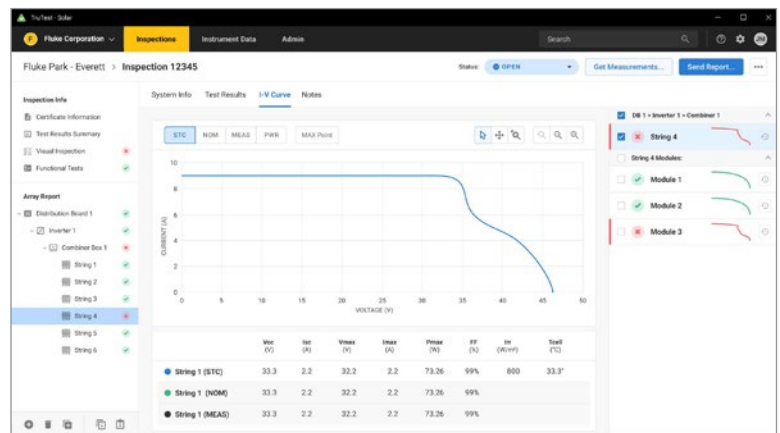 TruTest - Solar
F Fluke Corporation
Inspections
Instrument Data
Admin
Search
JM
Fluke Park - Everett > Inspection 12345
Status:
OPEN
Get Measurements...
Send Report...
Inspection Info
Certificate Information
Test Results Summary
Visual Inspection
Functional Tests
Array Report
Distribution Board 1
Inverter 1
Combiner Box 1
String 1
String 2
String 3
String 4
String 5
String 6
System Info
Test Results
I-V Curve
Notes
STC
NOM
MEAS
PWR
MAX Point
CURRENT (A)
10
8
6
4
2
0
0 5 10 15 20 25 30 35 40 45 50
VOLTAGE (V)
Voc (V) Isc (A) Vmax (V) Imax (A) Pmax (W) FF (%) Irr (W/m²) Tcell (°C)
String 1 (STC) 33.3 2.2 32.2 2.2 73.26 99% 800 33.3°
String 1 (NOM) 33.3 2.2 32.2 2.2 73.26 99%
String 1 (MEAS) 33.3 2.2 32.2 2.2 73.26 99%
DB 1 > Inverter 1 > Combiner 1
String 4
String 4 Modules:
Module 1
Module 2
Module 3